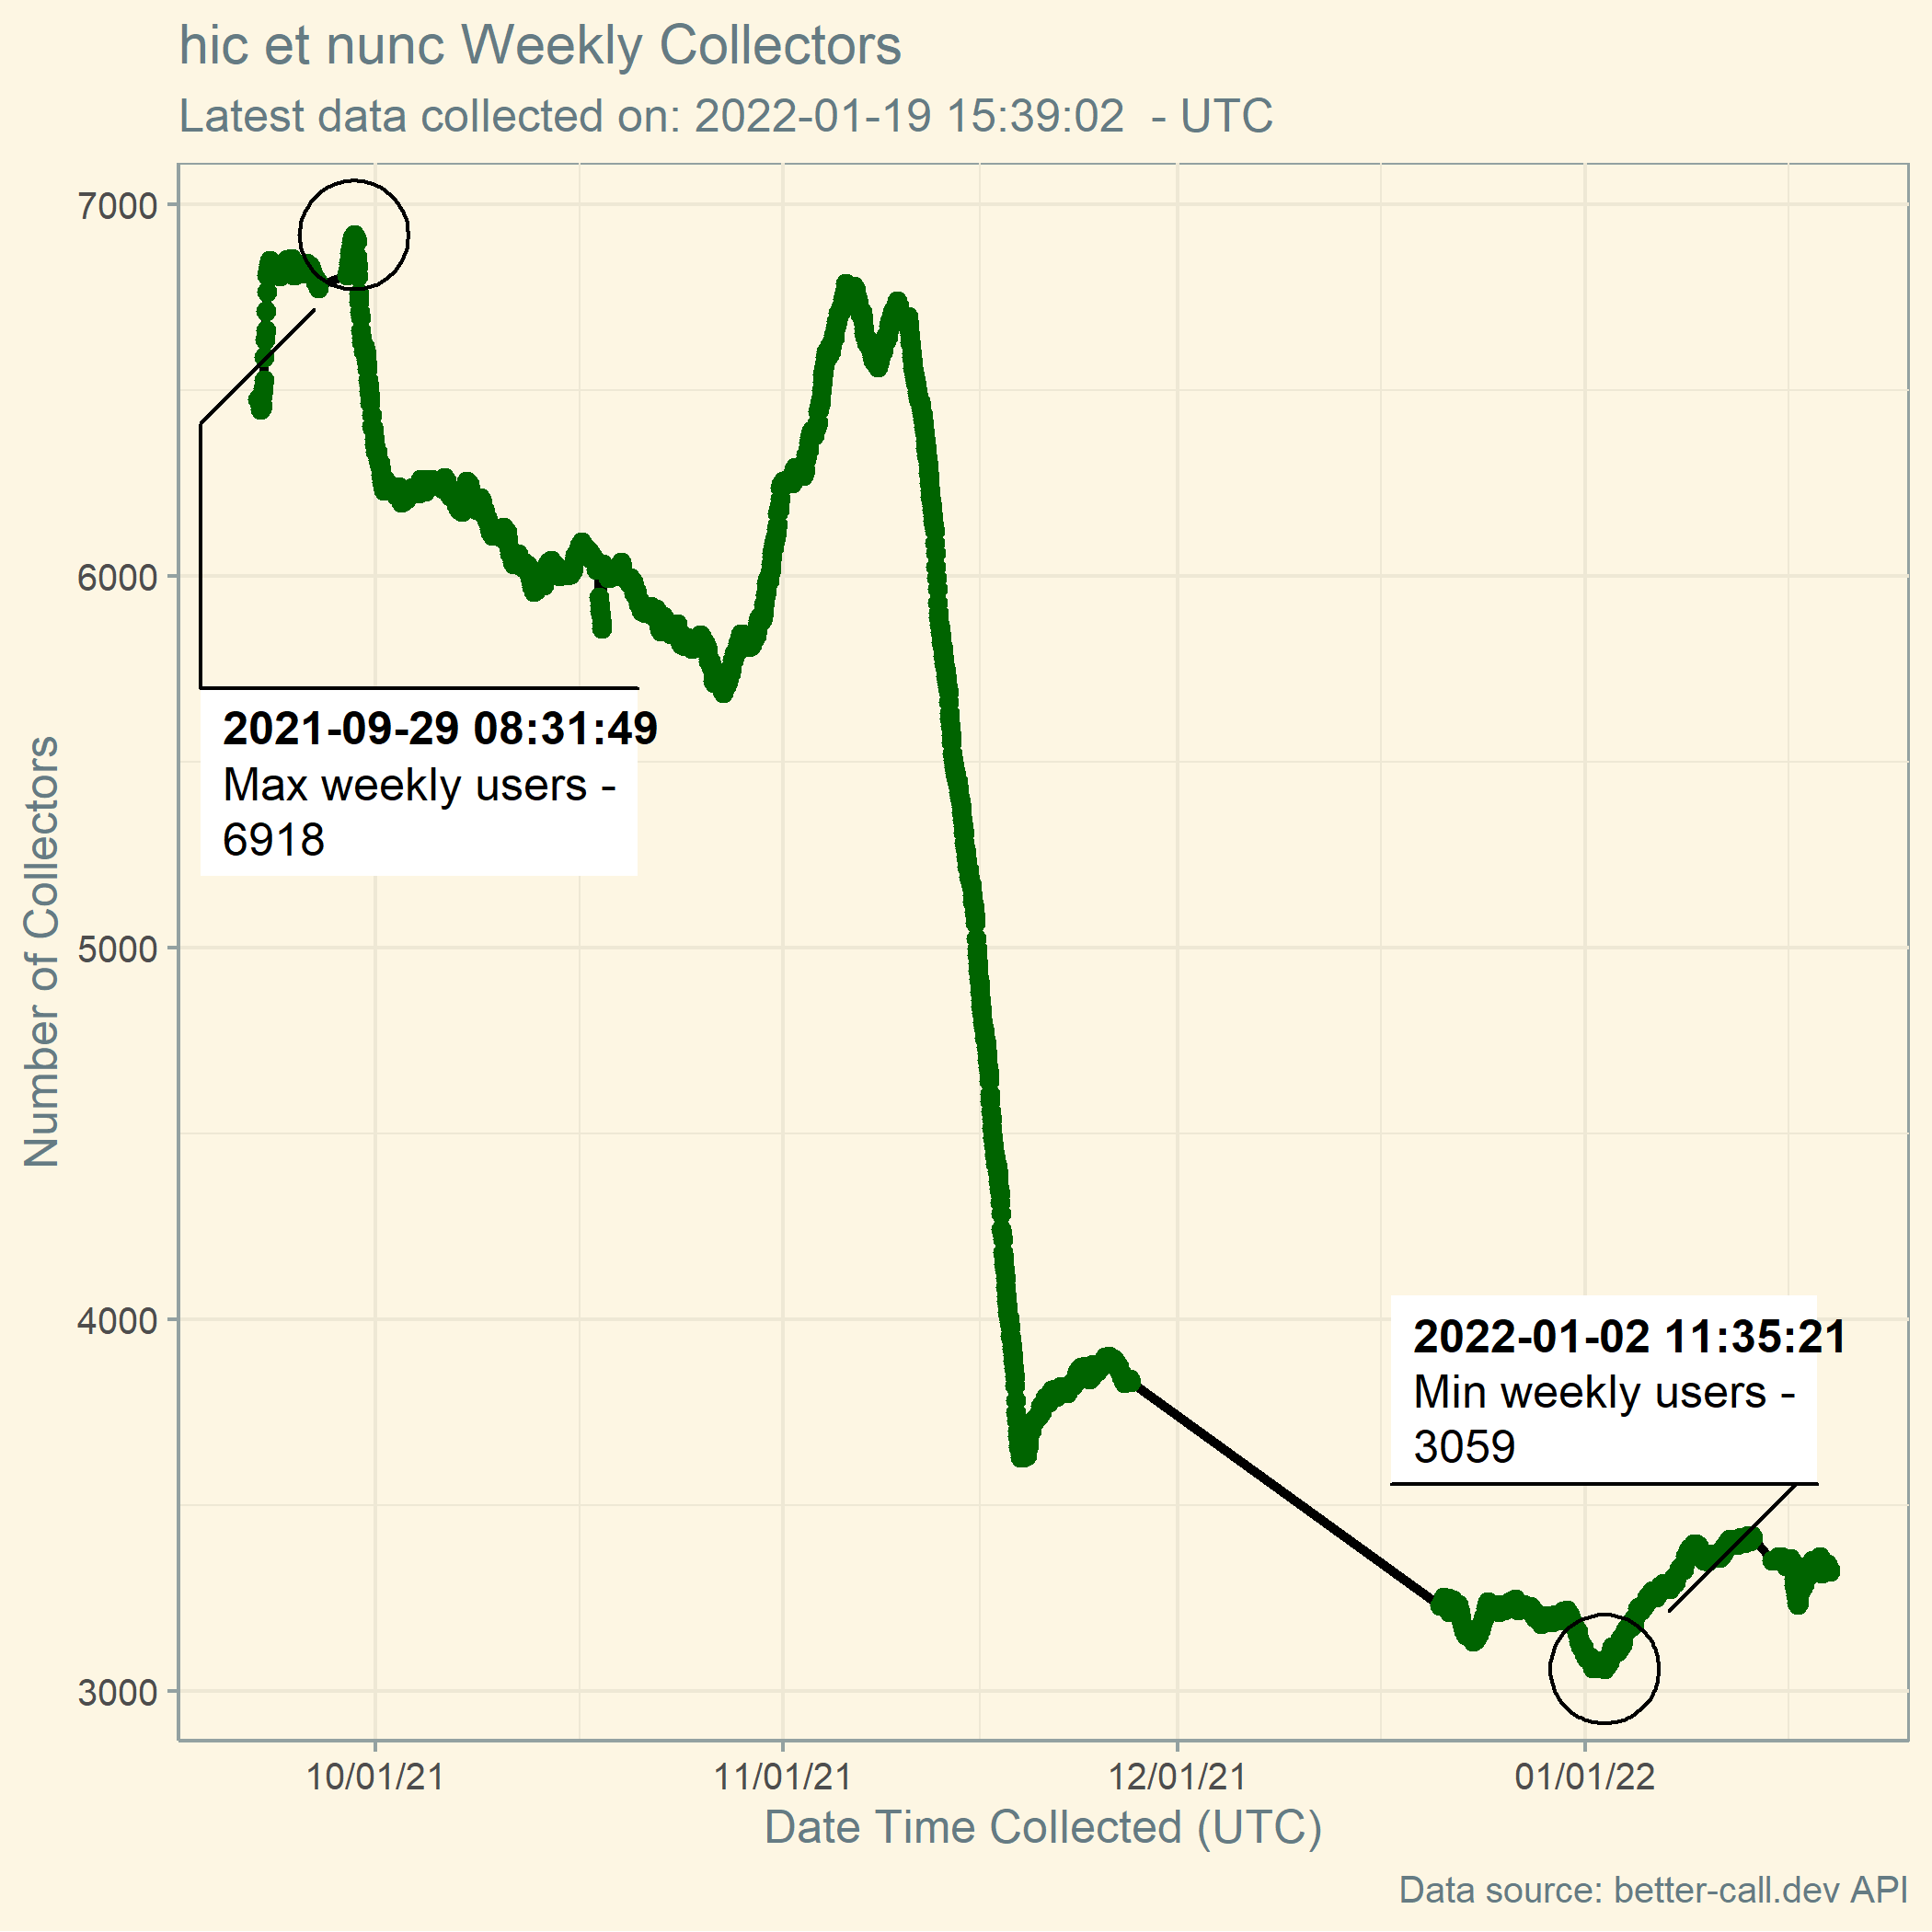 hic et nunc Weekly Collectors
Latest data collected on: 2022-01-19 15:39:02  - UTC
Number of Collectors
7000
6000
5000
4000
3000
2021-09-29 08:31:49
Max weekly users -
6918
2022-01-02 11:35:21
Min weekly users -
3059
10/01/21
11/01/21
12/01/21
01/01/22
Date Time Collected (UTC)
Data source: better-call.dev API